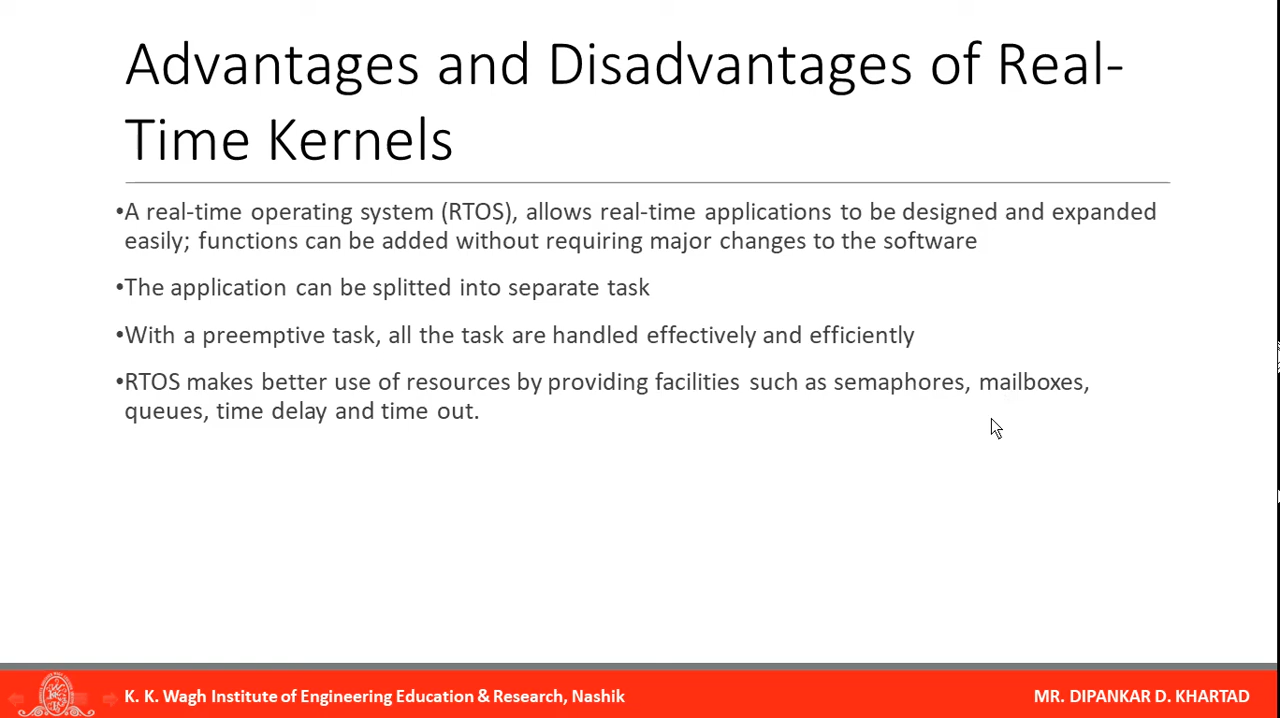 Advantages and Disadvantages of Real-
Time Kernels
•A real-time operating system (RTOS), allows real-time applications to be designed and expanded
easily; functions can be added without requiring major changes to the software
•The application can be splitted into separate task
•With a preemptive task, all the task are handled effectively and efficiently
•RTOS makes better use of resources by providing facilities such as semaphores, mailboxes,
queues, time delay and time out.
K. K. Wagh Institute of Engineering Education & Research, Nashik
MR. DIPANKAR D. KHARTAD